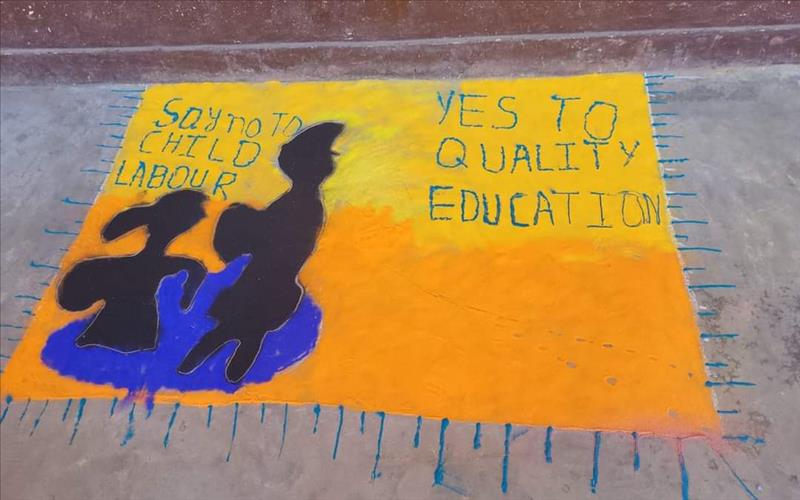 Say no TO
CHILD
LABOUR
YES TO
QUALITY
EDUCATION